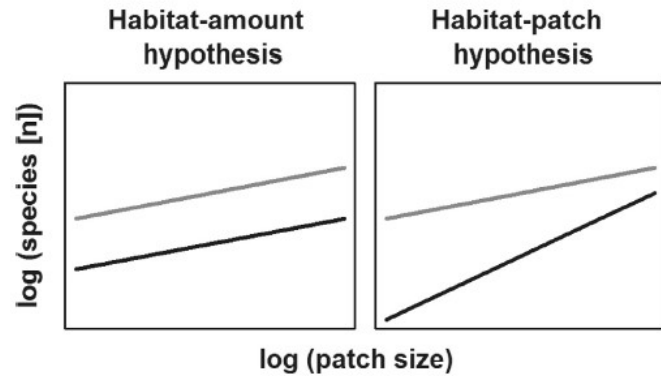 Habitat-amount
hypothesis
Habitat-patch
hypothesis
log (species [n])
log (patch size)